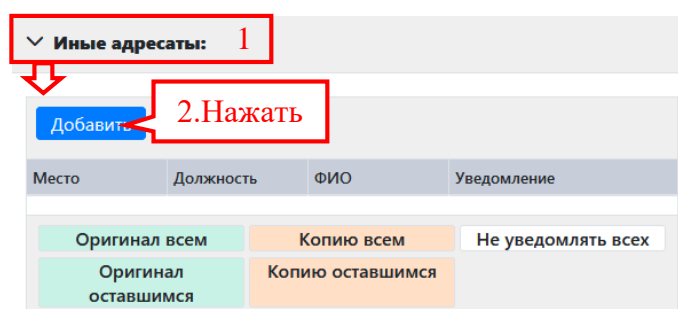 Иные адресаты: 1
Добавить
2.Нажать
Место Должность ФИО Уведомление
Оригинал всем Копию всем Не уведомлять всех
Оригинал оставшимся Копию оставшимся